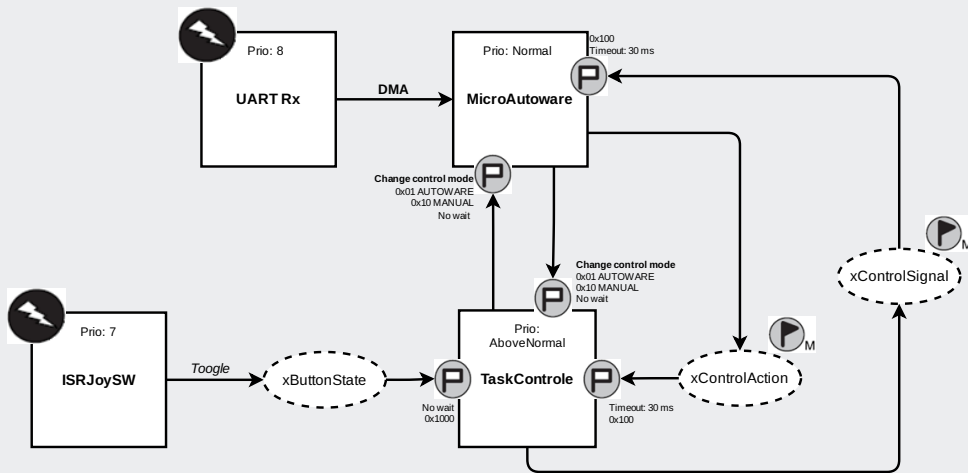 Prio: 8
UART Rx
DMA
Prio: Normal
MicroAutoware
0x100
Timeout: 30 ms
Change control mode
0x01 AUTOWARE
0x10 MANUAL
No wait
Change control mode
0x01 AUTOWARE
0x10 MANUAL
No wait
M
xControlSignal
Prio: 7
ISRJoySW
Toogle
xButtonState
No wait
0x1000
Prio:
AboveNormal
TaskControle
Timeout: 30 ms
0x100
M
xControlAction